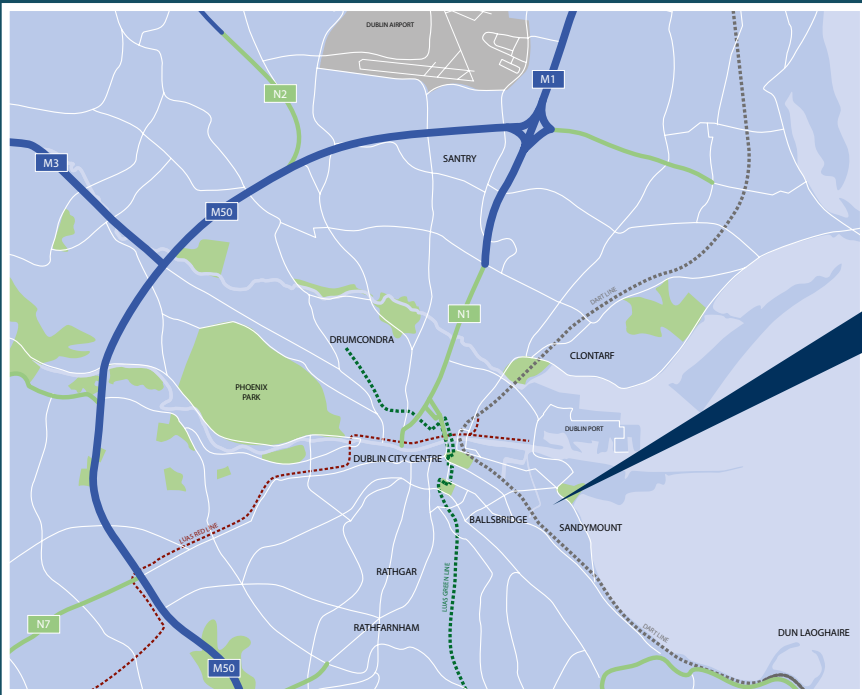 DUBLIN AIRPORT
M1
N2
M3
SANTRY
M50
DART LINE
N1
DRUMCONDRA
CLONTARF
PHOENIX
PARK
DUBLIN PORT
DUBLIN CITY CENTRE
BALLSBRIDGE
SANDYMOUNT
LUAS RED LINE
RATHGAR
LUAS GREEN LINE
N7
RATHFARNHAM
DART LINE
DUN LAOGHAIRE
M50